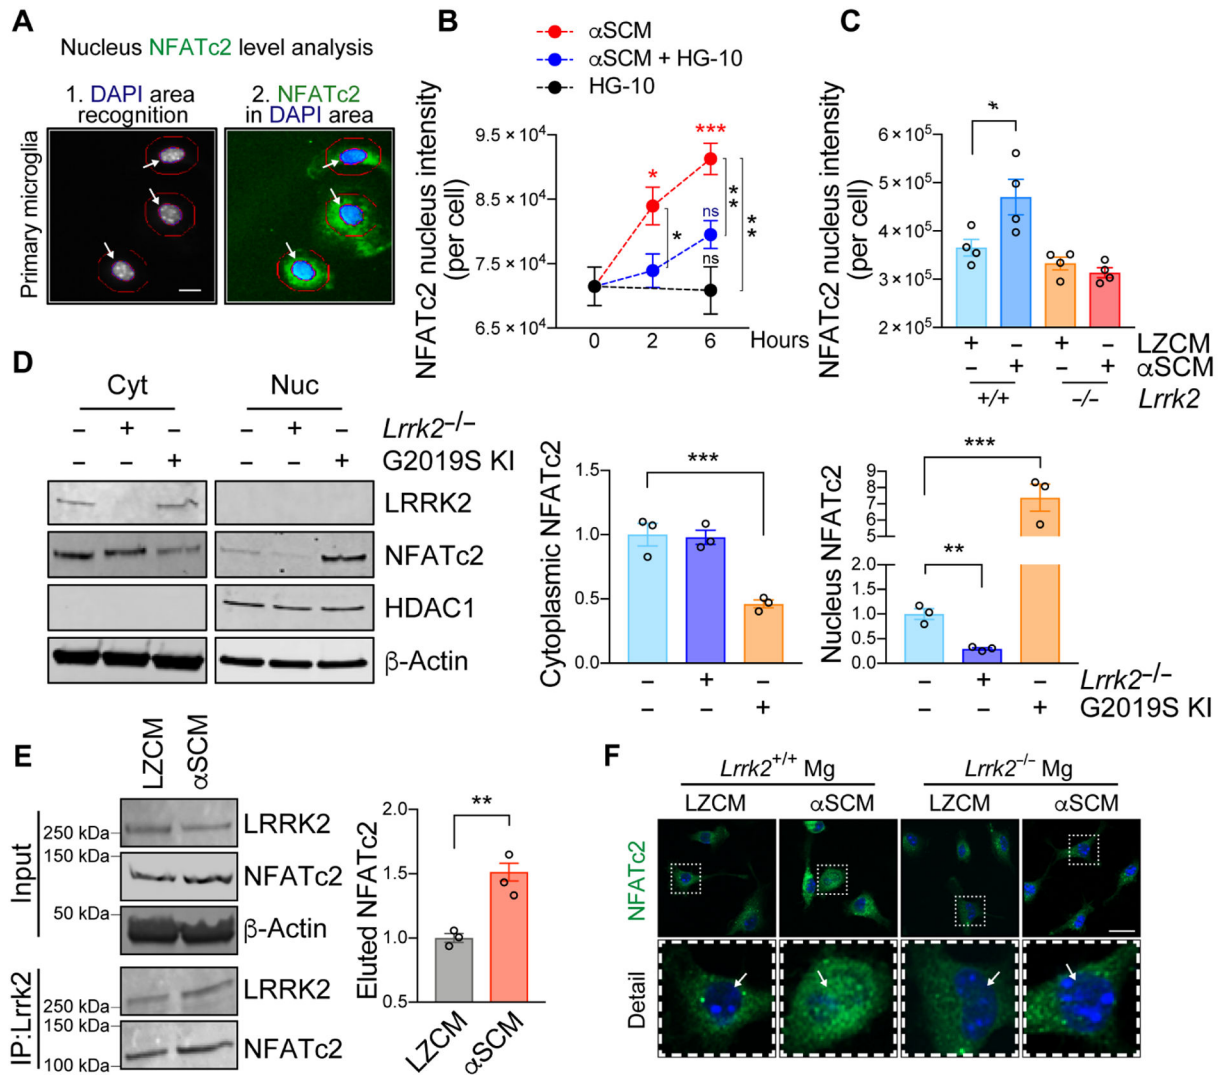 A
Nucleus NFATc2 level analysis
1. DAPI area
recognition
2. NFATc2
in DAPI area
Primary microglia
B
αSCM
αSCM + HG-10
HG-10
NFATc2 nucleus intensity
(per cell)
9.5 × 10⁴
8.5 × 10⁴
7.5 × 10⁴
6.5 × 10⁴
*
***
*
ns
ns
**
**
0 2 6 Hours
C
NFATc2 nucleus intensity
(per cell)
*
6 × 10⁵
5 × 10⁵
4 × 10⁵
3 × 10⁵
2 × 10⁵
+ − + − LZCM
− + − + αSCM
+/+ −/− Lrrk2
D
Cyt Nuc
− + − − + − Lrrk2−/−
− − + − − + G2019S KI
LRRK2
NFATc2
HDAC1
β-Actin
Cytoplasmic NFATc2
1.5
1.0
0.5
0.0
***
− + −
− − +
Nucleus NFATc2
9
8
7
6
5
2.0
1.0
0.5
0.0
***
**
− + − Lrrk2−/−
− − + G2019S KI
E
LZCM
αSCM
Input
250 kDa LRRK2
150 kDa
NFATc2
50 kDa
β-Actin
IP:Lrrk2
LRRK2
250 kDa
150 kDa
NFATc2
100 kDa
Eluted NFATc2
2.0
1.5
1.0
0.5
**
LZCM
αSCM
F
Lrrk2+/+ Mg Lrrk2−/− Mg
LZCM αSCM LZCM αSCM
NFATc2
Detail